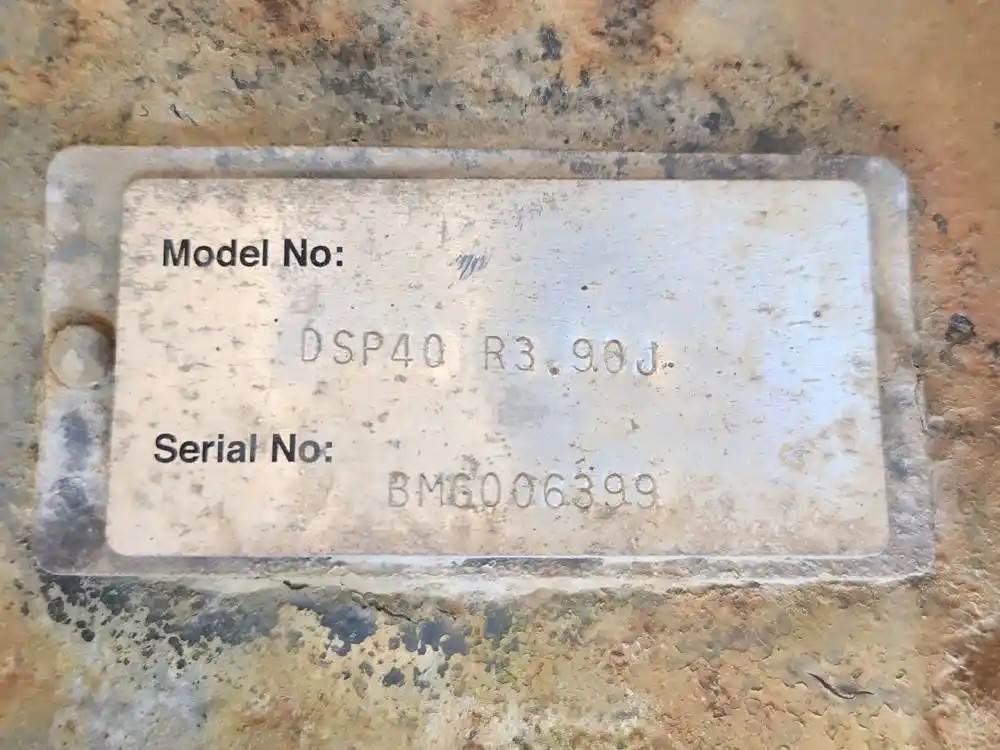 Model No:
DSP40 R3.90J
Serial No:
BMG006399